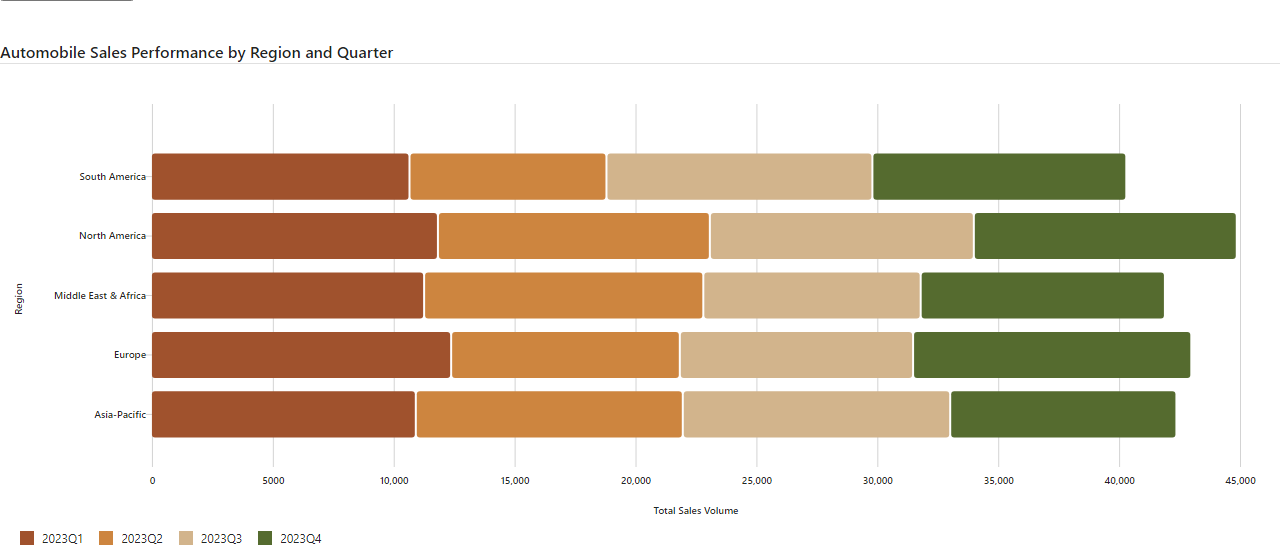 Automobile Sales Performance by Region and Quarter
South America
North America
Middle East & Africa
Europe
Asia-Pacific
Region
0 5000 10,000 15,000 20,000 25,000 30,000 35,000 40,000 45,000
Total Sales Volume
2023Q1 2023Q2 2023Q3 2023Q4